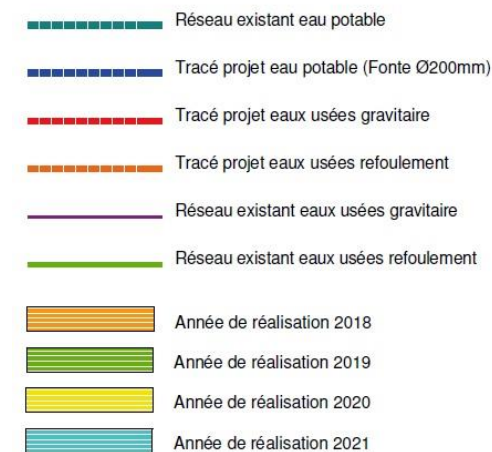 Réseau existant eau potable
Tracé projet eau potable (Fonte Ø200mm)
Tracé projet eaux usées gravitaire
Tracé projet eaux usées refoulement
Réseau existant eaux usées gravitaire
Réseau existant eaux usées refoulement
Année de réalisation 2018
Année de réalisation 2019
Année de réalisation 2020
Année de réalisation 2021